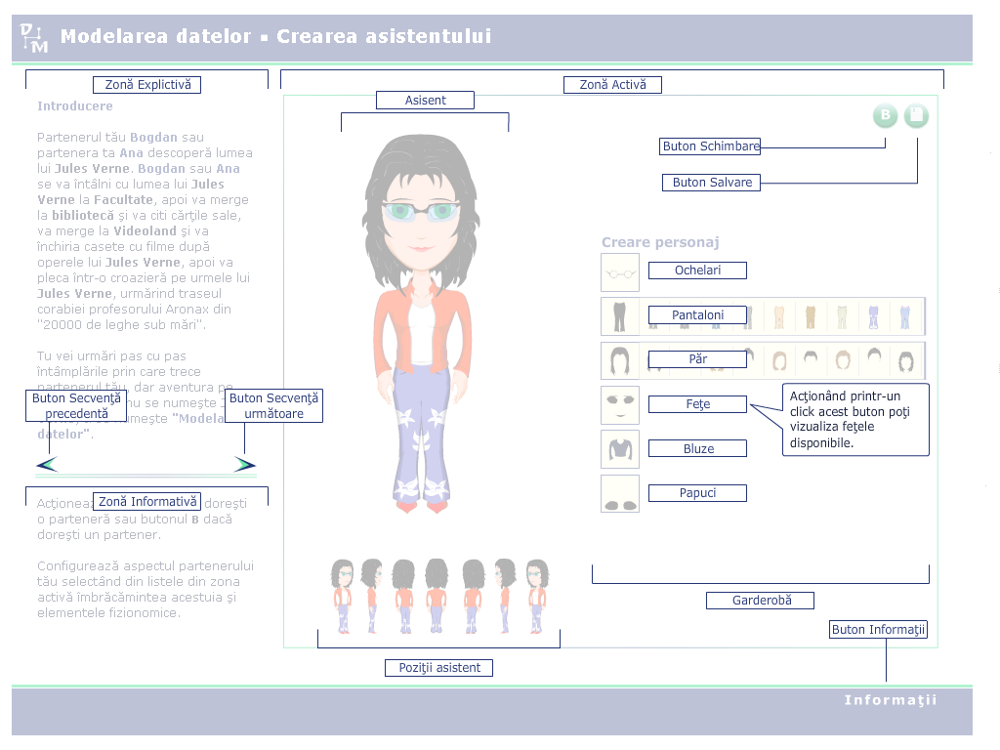 DM
Modelarea datelor ▪ Crearea asistentului
Zonă Explictivă
Zonă Activă
Introducere
Partenerul tău Bogdan sau
partenera ta Ana descoperă lumea
lui Jules Verne. Bogdan sau Ana
se va întâlni cu lumea lui Jules
Verne la Facultate, apoi va merge
la bibliotecă şi va citi cărţile sale,
va merge la Videoland şi va
închiria casete cu filme după
operele lui Jules Verne, apoi va
pleca într-o croazieră pe urmele lui
Jules Verne, urmărind traseul
corabiei profesorului Aronax din
"20000 de leghe sub mări".
Tu vei urmări pas cu pas
întâmplările prin care trece
partenerul tău, dar aventura pe
nu se numeşte
numeşte "Modela
datelor".
Buton Secvenţă
precedentă
Buton Secvenţă
următoare
Zonă Informativă
Acţionea doreşti
o parteneră sau butonul B dacă
doreşti un partener.
Configurează aspectul partenerului
tău selectând din listele din zona
activă îmbrăcămintea acestuia şi
elementele fizionomice.
Asisent
B
Buton Schimbare
Buton Salvare
Creare personaj
Ochelari
Pantaloni
Păr
Feţe
Acţionând printr-un
click acest buton poţi
vizualiza feţele
disponibile.
Bluze
Papuci
Garderobă
Poziţii asistent
Buton Informaţii
Informaţii